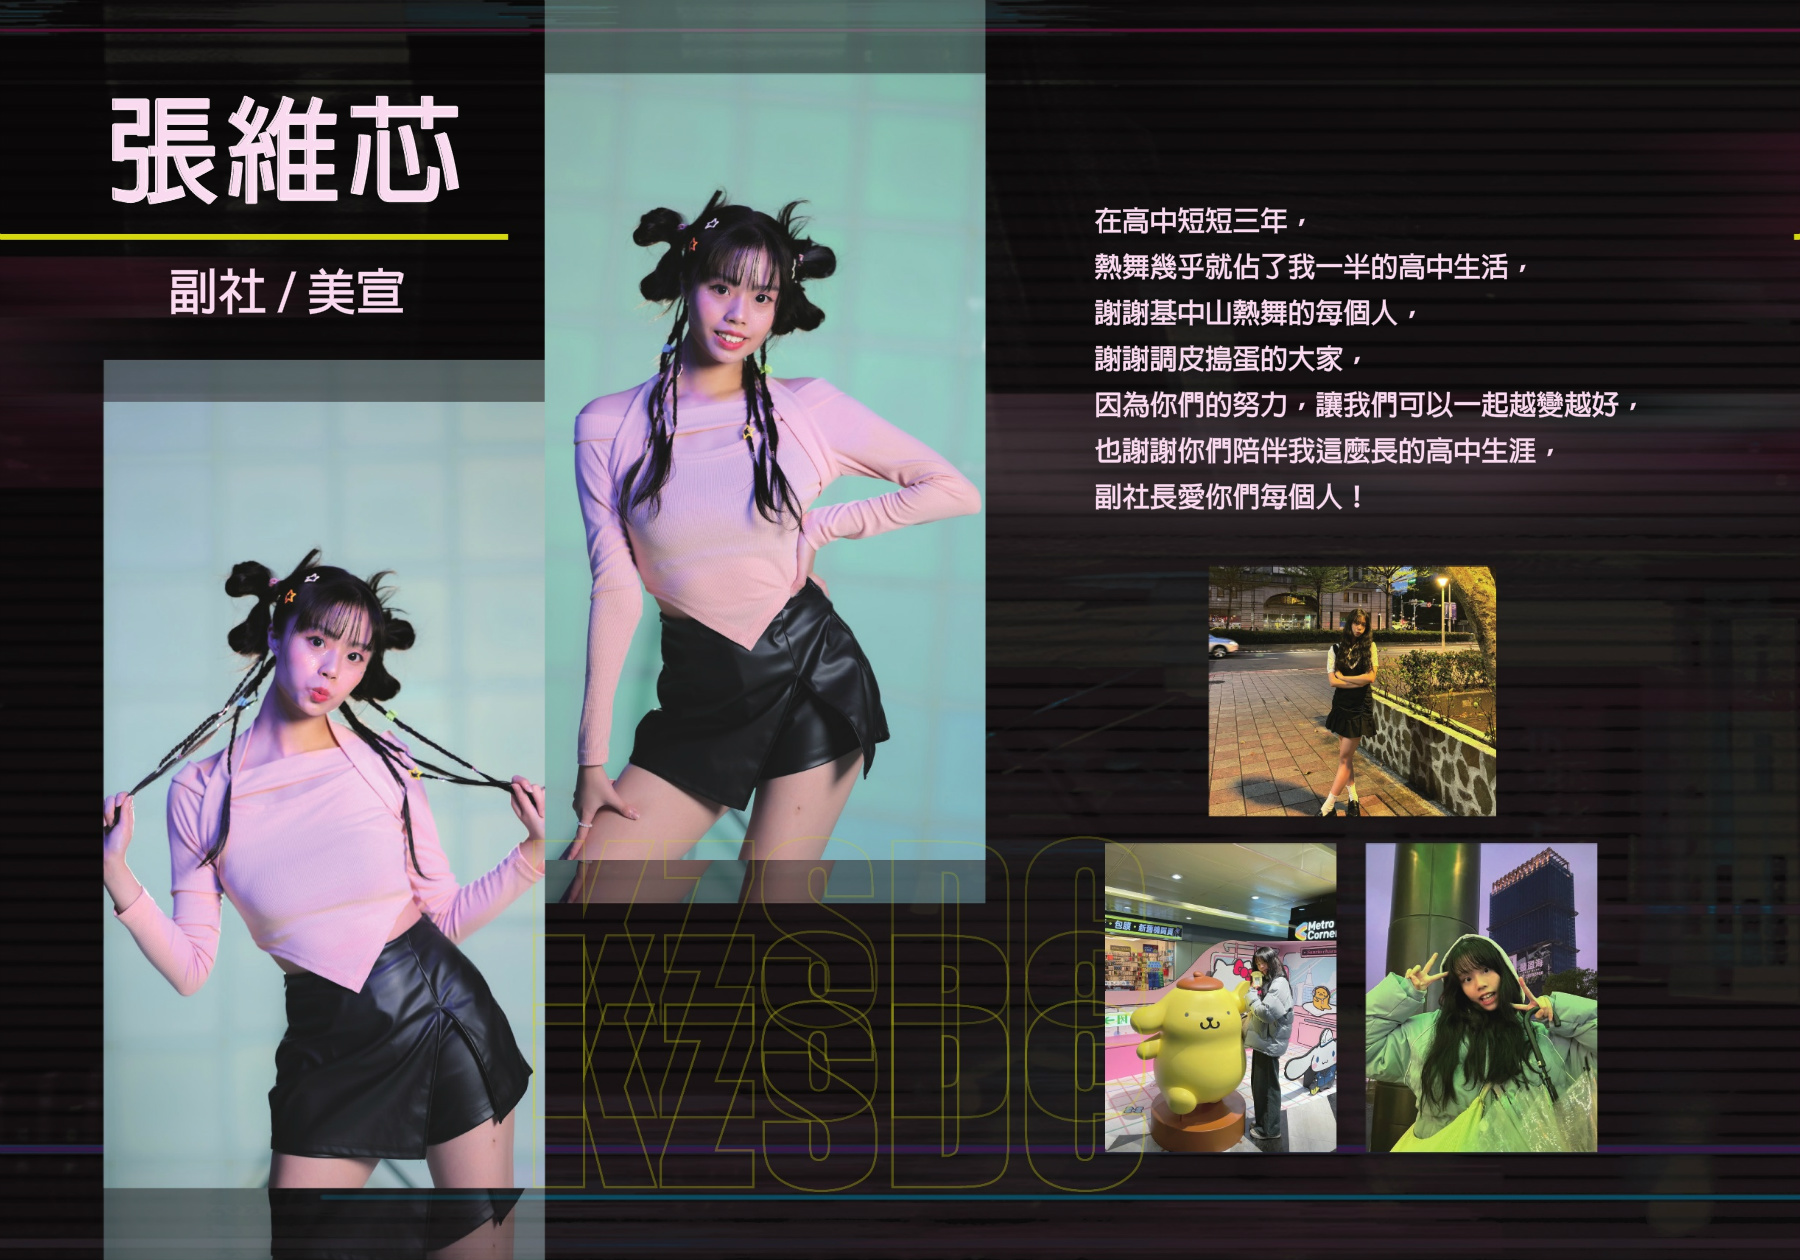 張維芯
副社 / 美宣
在高中短短三年，
熱舞幾乎就佔了我一半的高中生活，
謝謝基中山熱舞的每個人，
謝謝調皮搗蛋的大家，
因為你們的努力，讓我們可以一起越變越好，
也謝謝你們陪伴我這麼長的高中生涯，
副社長愛你們每個人！
KZSDC
KZSDC
KZSDC
Metro
Corner